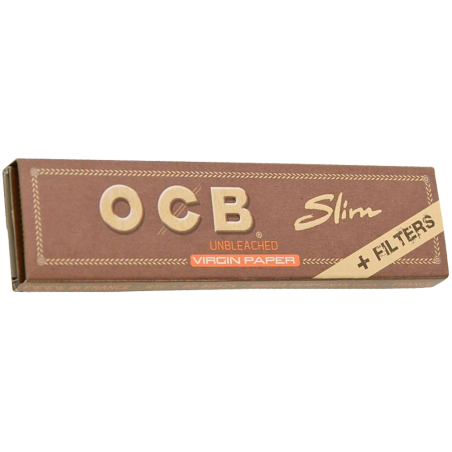 OCB®
Slim
UNBLEACHED
VIRGIN PAPER
+ FILTERS